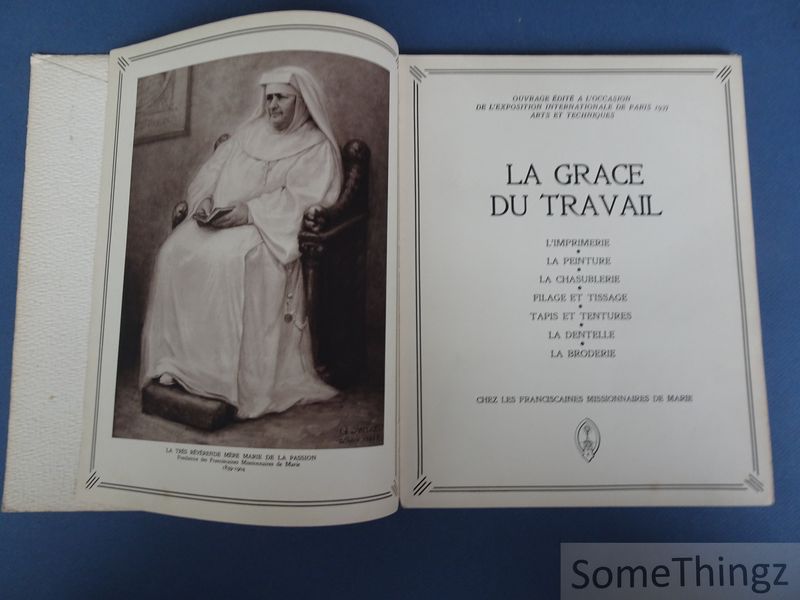 LA TRÈS RÉVÉRENDE MÈRE MARIE DE LA PASSION
Fondatrice des Franciscaines Missionnaires de Marie
1839-1904
OUVRAGE ÉDITÉ A L'OCCASION
DE L'EXPOSITION INTERNATIONALE DE PARIS 1937
ARTS ET TECHNIQUES
LA GRACE
DU TRAVAIL
L'IMPRIMERIE
LA PEINTURE
LA CHASUBLERIE
FILAGE ET TISSAGE
TAPIS ET TENTURES
LA DENTELLE
LA BRODERIE
CHEZ LES FRANCISCAINES MISSIONNAIRES DE MARIE
SomeThingz